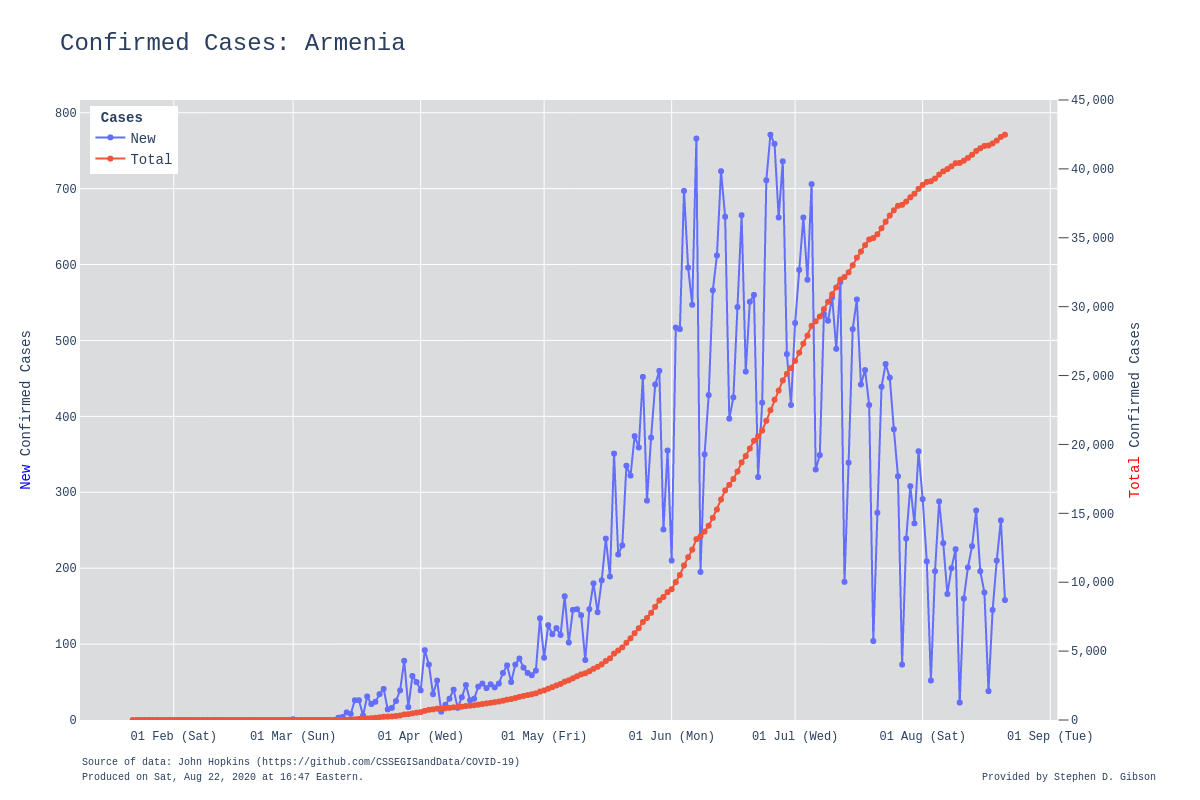 Confirmed Cases: Armenia
Cases
New
Total
800
700
600
500
400
300
200
100
0
New Confirmed Cases
45,000
40,000
35,000
30,000
25,000
20,000
15,000
10,000
5,000
0
Total Confirmed Cases
01 Feb (Sat) 01 Mar (Sun) 01 Apr (Wed) 01 May (Fri) 01 Jun (Mon) 01 Jul (Wed) 01 Aug (Sat) 01 Sep (Tue)
Source of data: John Hopkins (https://github.com/CSSEGISandData/COVID-19)
Produced on Sat, Aug 22, 2020 at 16:47 Eastern.
Provided by Stephen D. Gibson